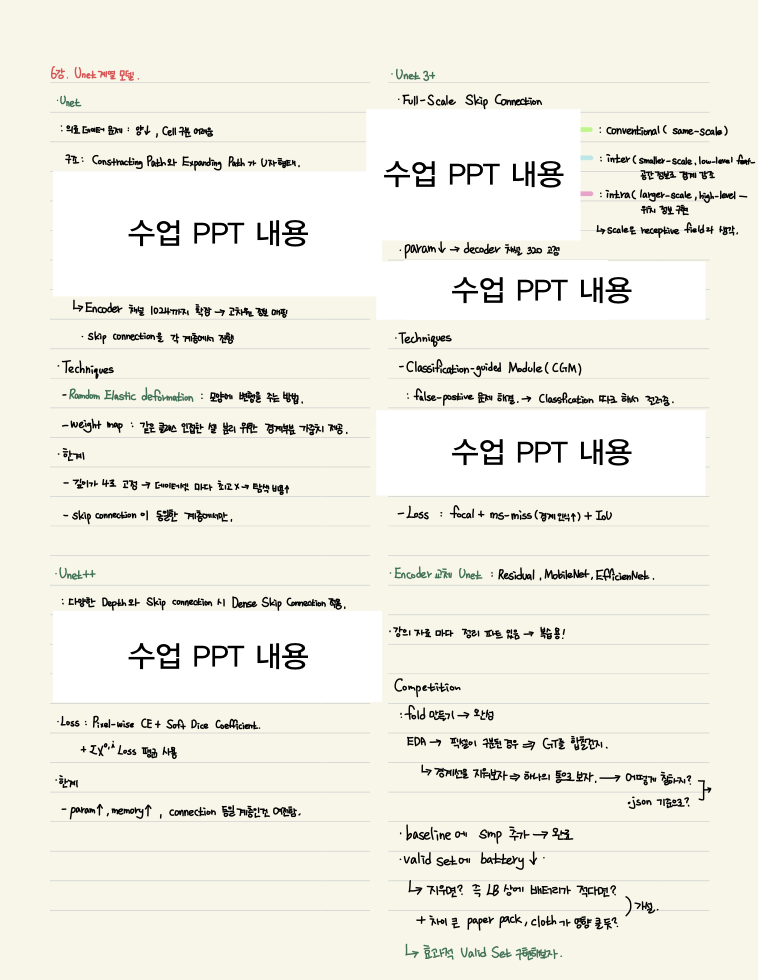 6강. Unet 계열 모델.
·Unet
: 의료 데이터 문제 : 양↓, Cell 구분 어려움
구조: Constracting Path와 Expanding Path가 U자형태.
수업 PPT 내용
↳ Encoder 채널 1024까지 확장 → 고차원 정보 매핑
· skip connection을 각 계층에서 진행
·Techniques
- Random Elastic deformation : 모양에 변형을 주는 방법.
- weight map : 같은 클래스 인접한 셀 분리 위한 경계부분 가중치 제공.
·한계
- 깊이가 4로 고정 → 데이터셋 마다 최고 X → 탐색 비용↑
- skip connection이 동일한 계층에서만.
·Unet++
: 다양한 Depth와 Skip connection 시 Dense Skip Connection 적용.
수업 PPT 내용
·Loss : Pixel-wise CE + Soft Dice Coefficient.
Loss 평균 사용
·한계
- param↑, memory↑, connection 동일 계층인건 여전함.
·Unet 3+
·Full-Scale Skip Connection
수업 PPT 내용
: conventional ( same-scale)
: inter (smaller-scale, low-level feat-
공간 정보로 경계 강조
: intra( larger-scale, high-level —
위치 정보 구현
↳ scale은 receptive field라 생각.
·param↓ → decoder 채널 320 고정
수업 PPT 내용
·Techniques
- Classification-guided Module (CGM)
: false-postive 문제 해결. → Classfication 따로 해서 전처줌.
수업 PPT 내용
- Loss : focal + ms-miss (경계 인식↑) + IoU
·Encoder 교체 Unet : Residual, MobileNet, EfficienNet.
·강의 자료 마다 정리 파트 있음 → 복습용!
Competition
: fold 만들기 → 완성
EDA → 픽셀이 구분된 경우 ⇒ GT를 합출건지.
↳ 경계선을 지워보자 ⇒ 하나의 통으로 보자. → 어떻게 칠하지?
·json 기준으로?
·baseline에 smp 추가 → 완료
·valid set에 battery ↓·
↳ 지우면? 즉 LB 상에 배터리가 적다면?
+ 차이 큰 paper pack, cloth가 영향 클듯?
) 가설.
↳ 효과적 Valid Set 구현해보자.